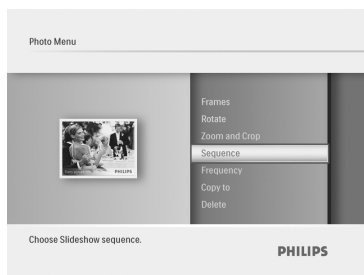 Photo Menu
Frames
Rotate
Zoom and Crop
Sequence
Frequency
Copy to
Delete
PHILIPS
Choose Slideshow sequence.
PHILIPS